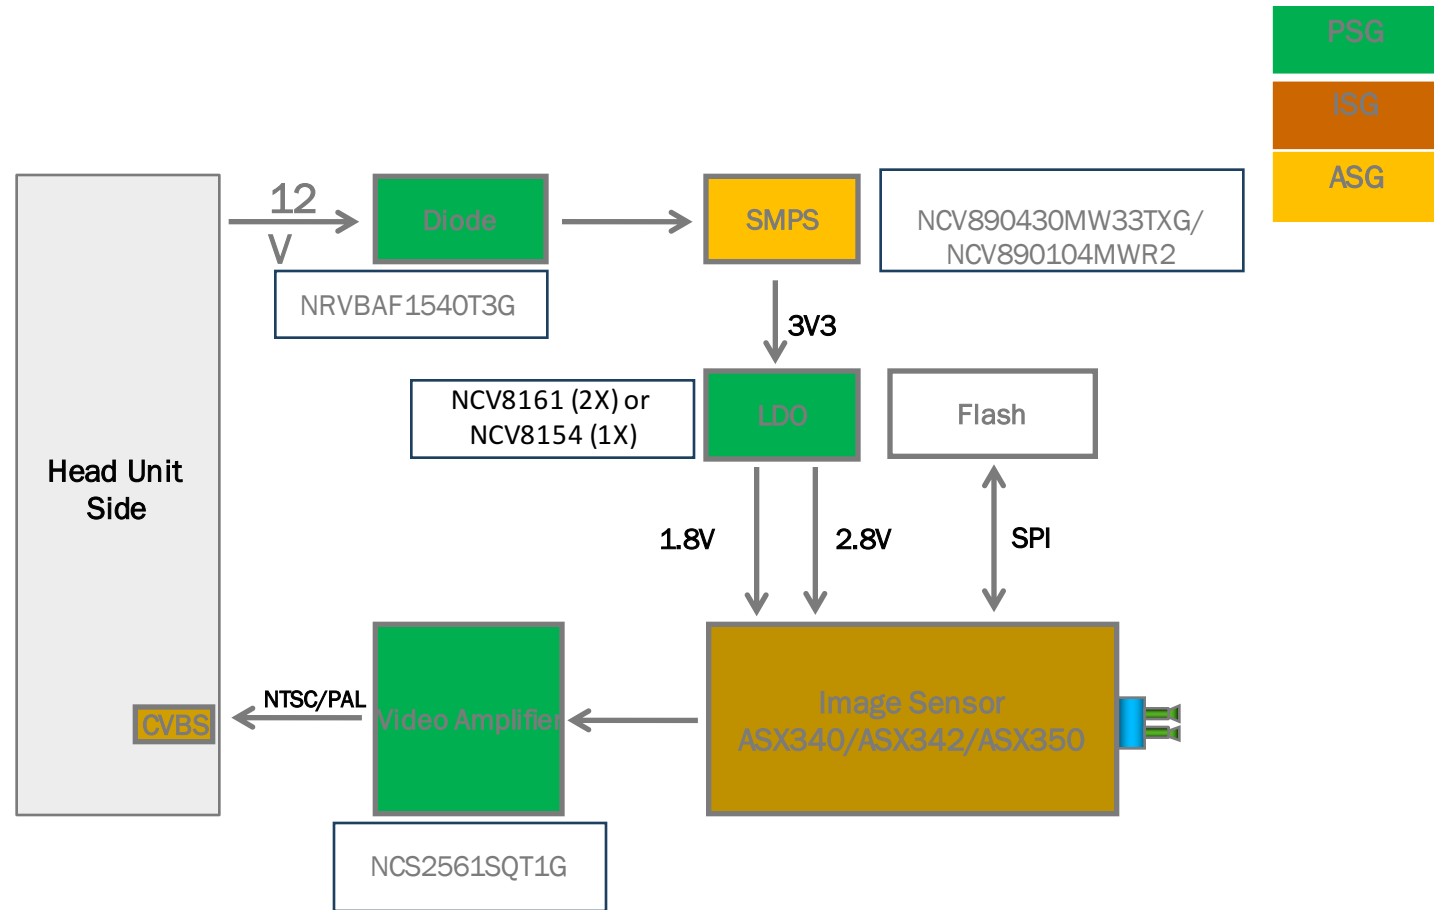 PSG
ISG
ASG
12
V
Diode
SMPS
NCV890430MW33TXG/
NCV890104MWR2
NRVBAF1540T3G
3V3
NCV8161 (2X) or
NCV8154 (1X)
LDO
Flash
Head Unit
Side
1.8V
2.8V
SPI
NTSC/PAL
CVBS
Video Amplifier
Image Sensor
ASX340/ASX342/ASX350
NCS2561SQT1G